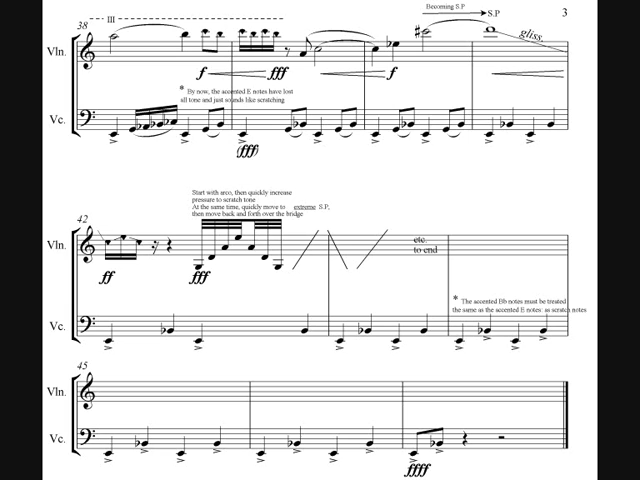 Becoming S.P
S.P
3
38
III
gliss.
Vln.
f
fff
f
* By now, the accented E notes have lost
all tone and just sounds like scratching
Vc.
(fff)
Start with arco, then quickly increase
pressure to scratch tone
At the same time, quickly move to extreme S.P,
then move back and forth over the bridge
42
Vln.
etc.
to end
ff
fff
* The accented Bb notes must be treated
the same as the accented E notes: as scratch notes
Vc.
45
Vln.
Vc.
ffff